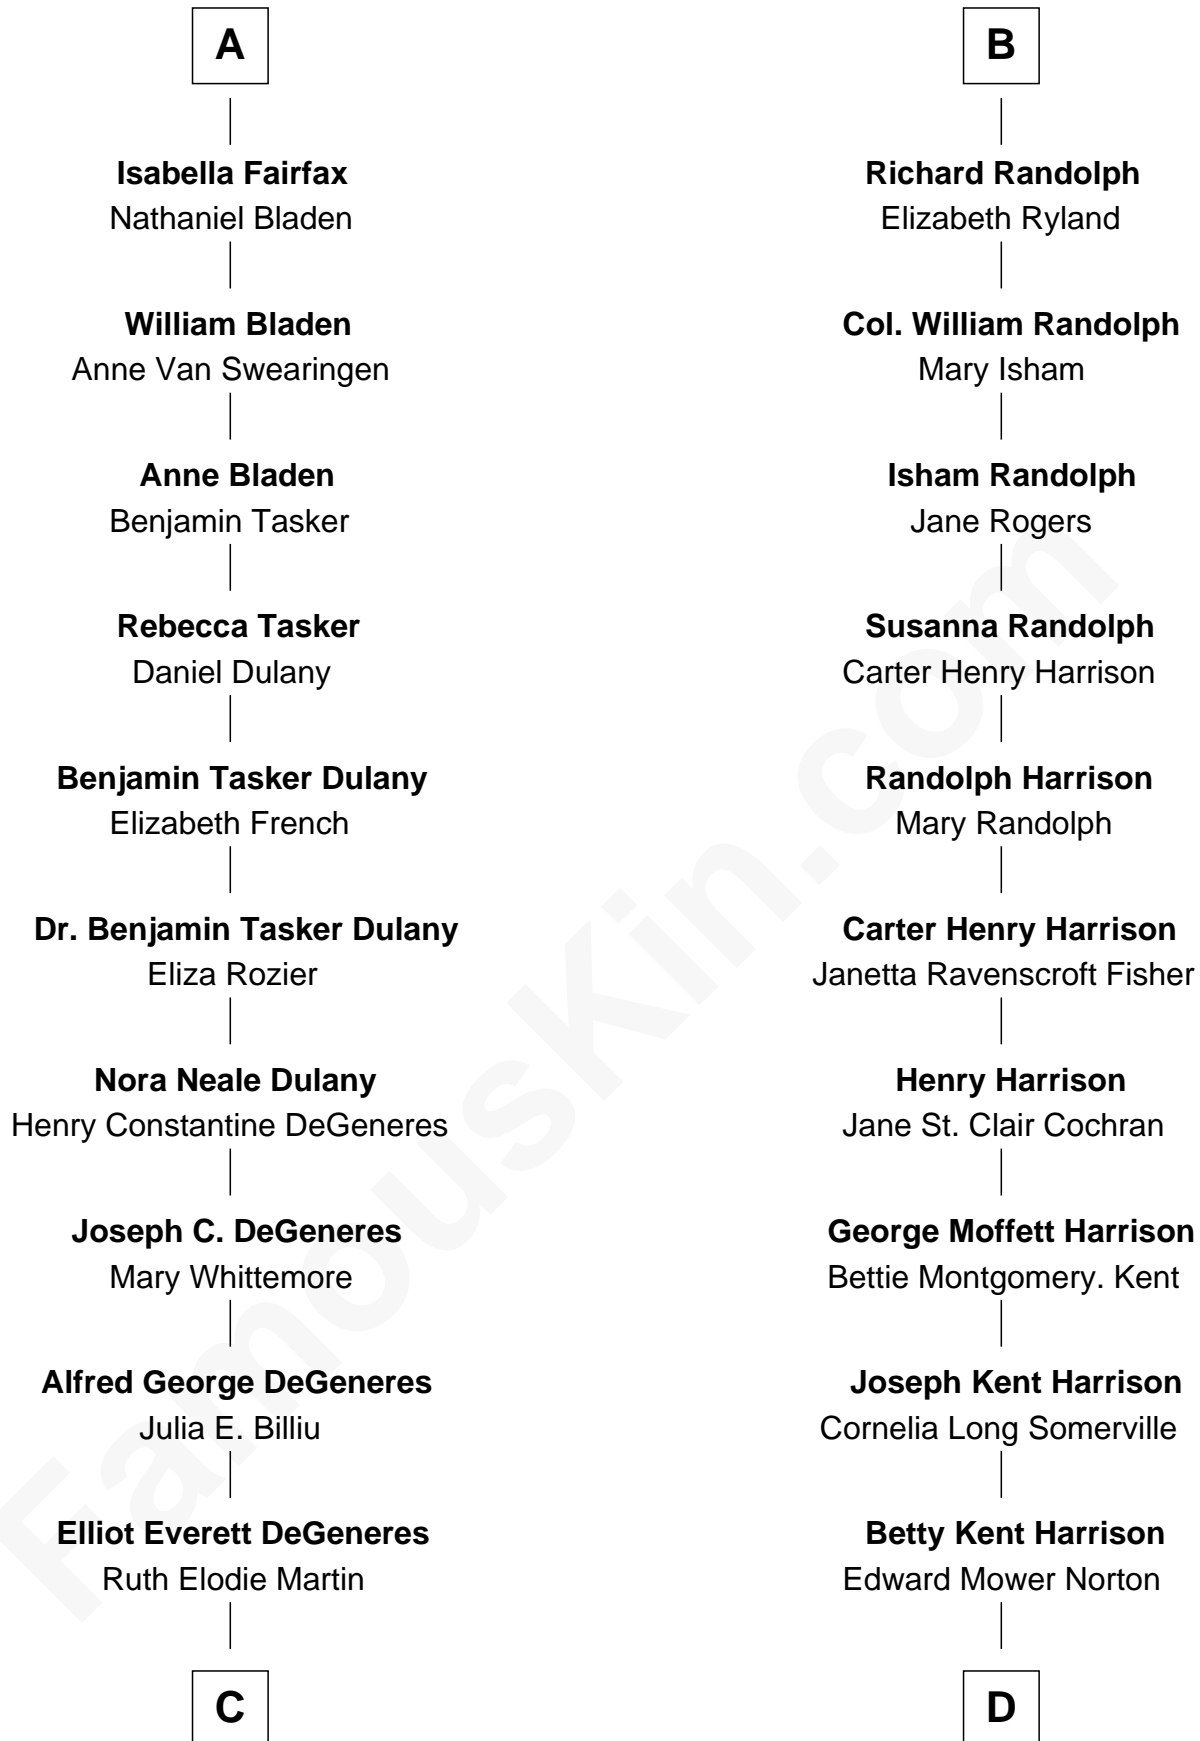 A
Isabella Fairfax
Nathaniel Bladen
William Bladen
Anne Van Swearingen
Anne Bladen
Benjamin Tasker
Rebecca Tasker
Daniel Dulany
Benjamin Tasker Dulany
Elizabeth French
Dr. Benjamin Tasker Dulany
Eliza Rozier
Nora Neale Dulany
Henry Constantine DeGeneres
Joseph C. DeGeneres
Mary Whittemore
Alfred George DeGeneres
Julia E. Billiu
Elliot Everett DeGeneres
Ruth Elodie Martin
C
B
Richard Randolph
Elizabeth Ryland
Col. William Randolph
Mary Isham
Isham Randolph
Jane Rogers
Susanna Randolph
Carter Henry Harrison
Randolph Harrison
Mary Randolph
Carter Henry Harrison
Janetta Ravenscroft Fisher
Henry Harrison
Jane St. Clair Cochran
George Moffett Harrison
Bettie Montgomery. Kent
Joseph Kent Harrison
Cornelia Long Somerville
Betty Kent Harrison
Edward Mower Norton
D
FamousKin.com